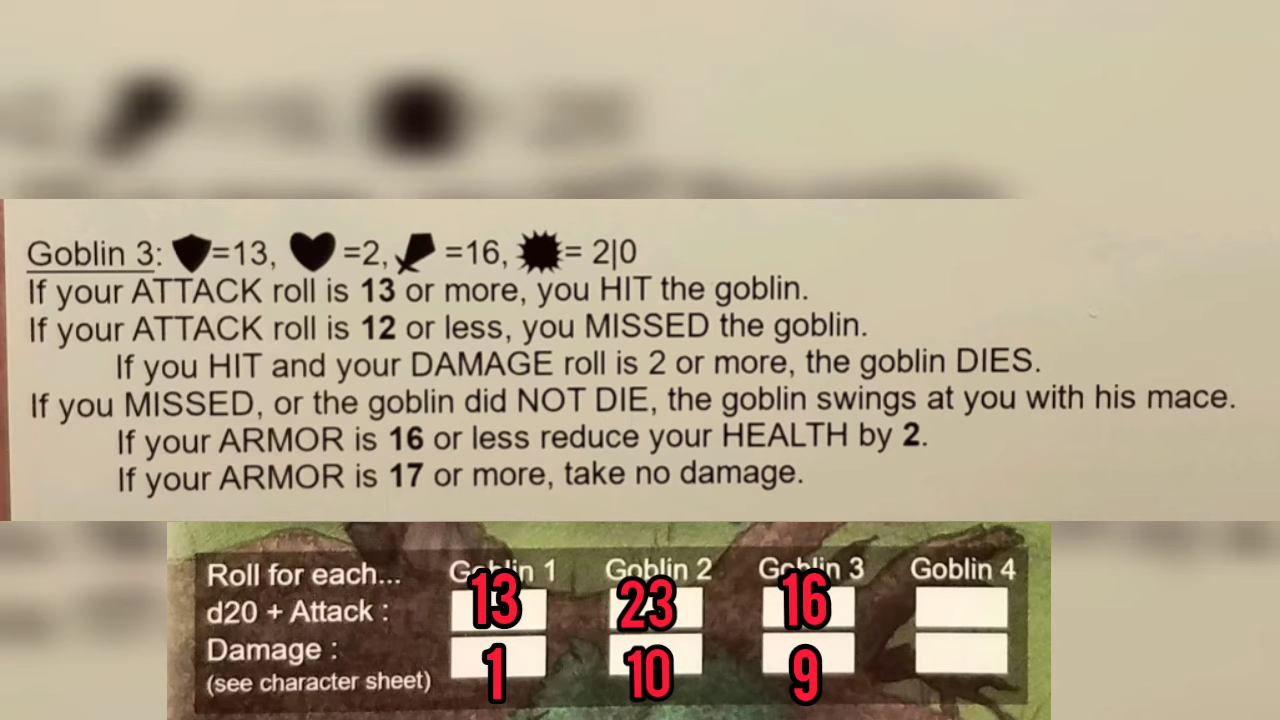 Goblin 3: =13, =2, =16, = 2|0
If your ATTACK roll is 13 or more, you HIT the goblin.
If your ATTACK roll is 12 or less, you MISSED the goblin.
If you HIT and your DAMAGE roll is 2 or more, the goblin DIES.
If you MISSED, or the goblin did NOT DIE, the goblin swings at you with his mace.
If your ARMOR is 16 or less reduce your HEALTH by 2.
If your ARMOR is 17 or more, take no damage.
Roll for each... Goblin 1 Goblin 2 Goblin 3 Goblin 4
d20 + Attack : 13 23 16
Damage : 1 10 9
(see character sheet)